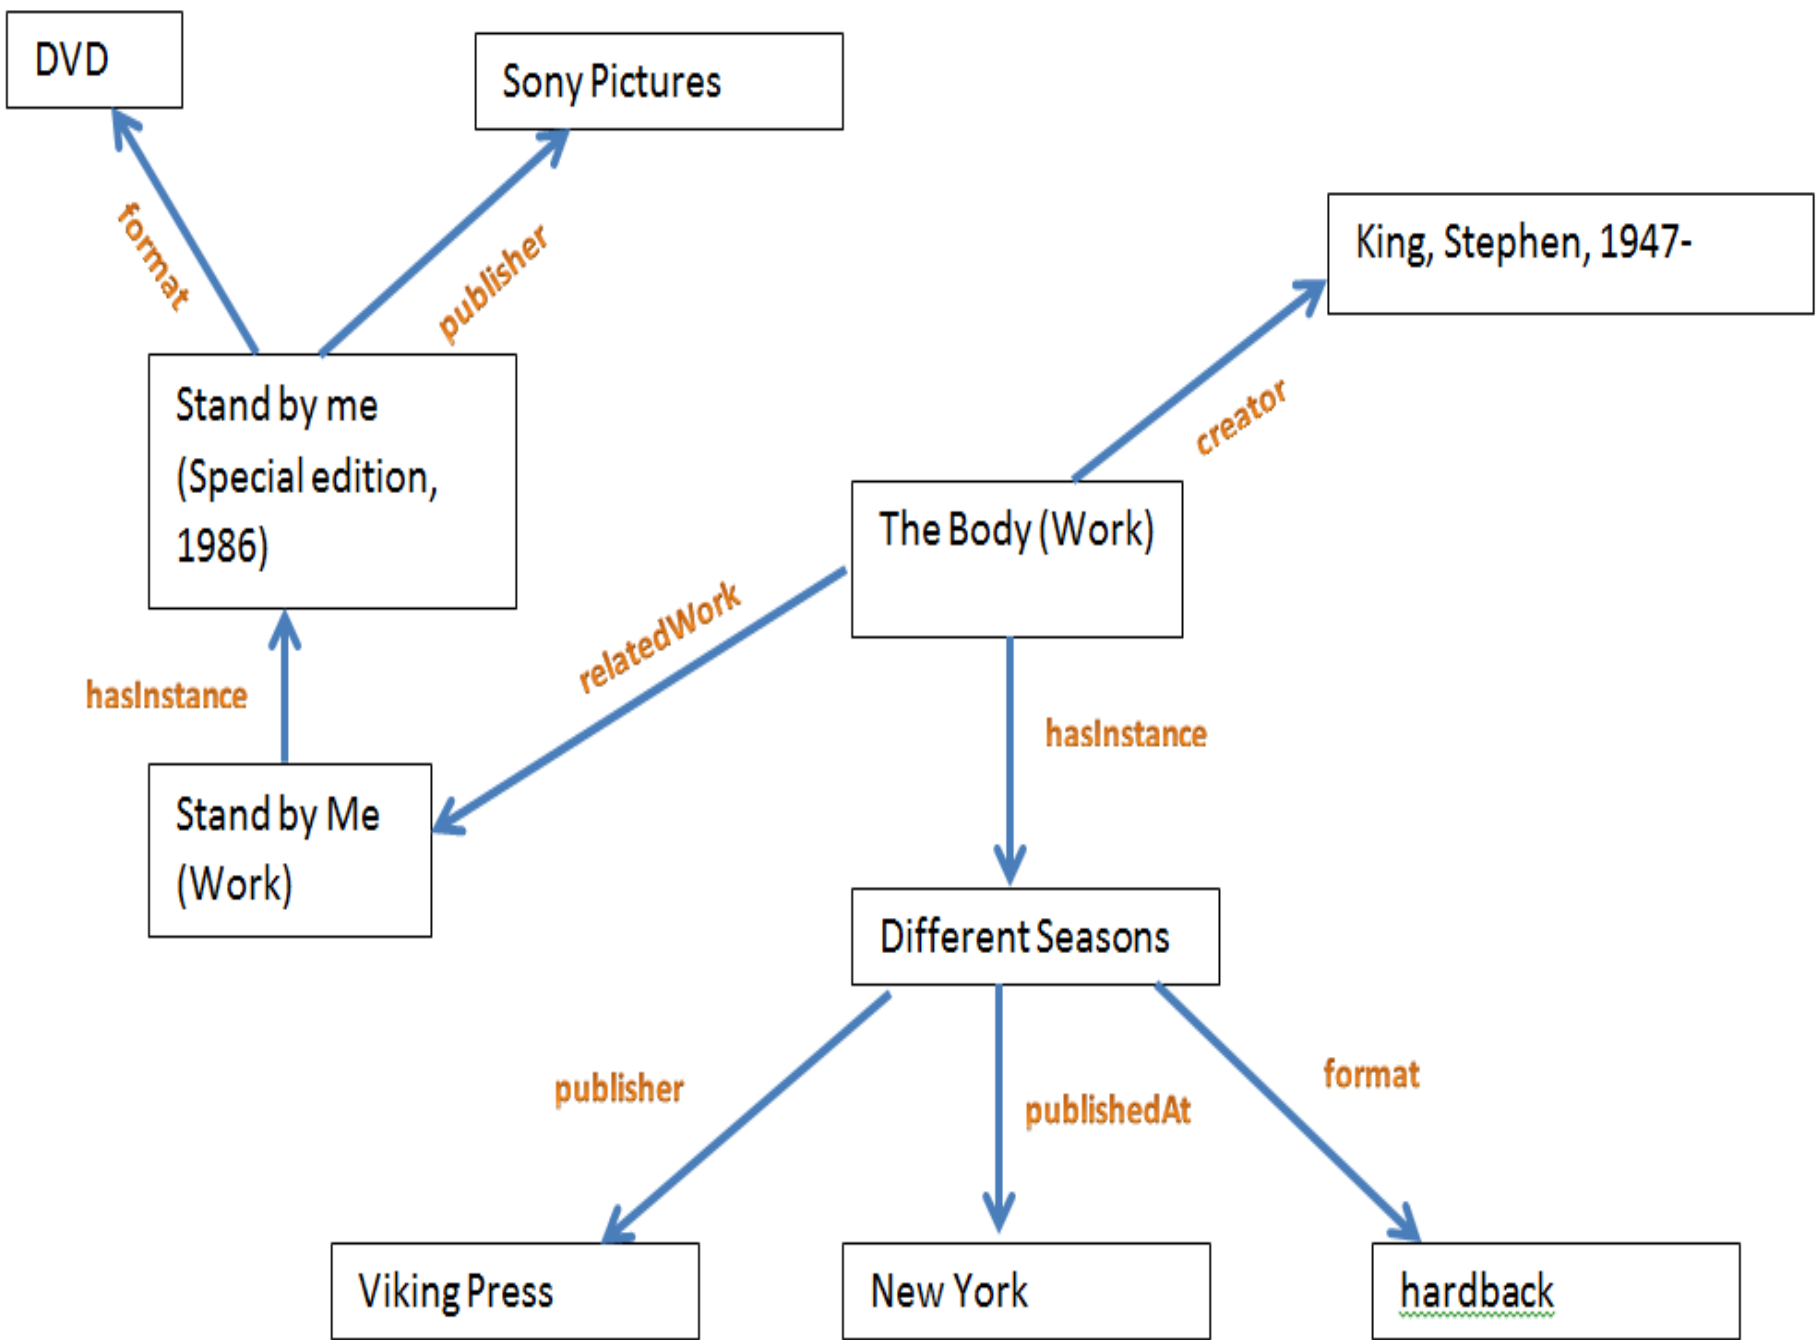 DVD
Sony Pictures
King, Stephen, 1947-
format
publisher
Stand by me
(Special edition,
1986)
creator
The Body (Work)
relatedWork
hasInstance
hasInstance
Stand by Me
(Work)
Different Seasons
publisher
publishedAt
format
Viking Press
New York
hardback